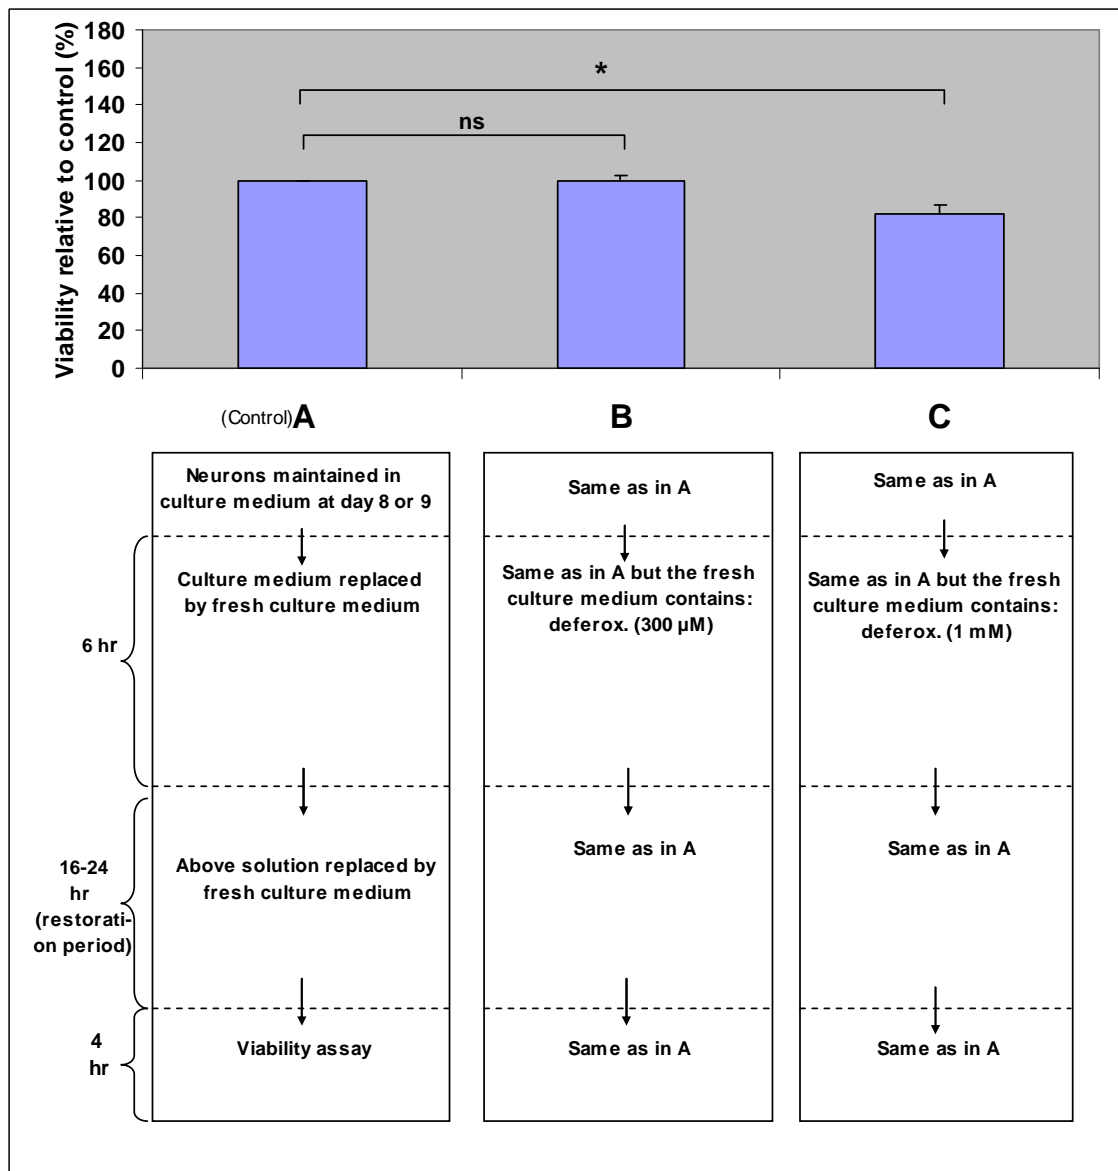 Viability relative to control (%)
180
160
140
120
100
80
60
40
20
0
*
ns
(Control) A
B
C
Neurons maintained in
culture medium at day 8 or 9
Same as in A
Same as in A
6 hr
Culture medium replaced
by fresh culture medium
Same as in A but the fresh
culture medium contains:
deferox. (300 µM)
Same as in A but the fresh
culture medium contains:
deferox. (1 mM)
16-24
hr
(restorati-
on period)
Above solution replaced by
fresh culture medium
Same as in A
Same as in A
4
hr
Viability assay
Same as in A
Same as in A